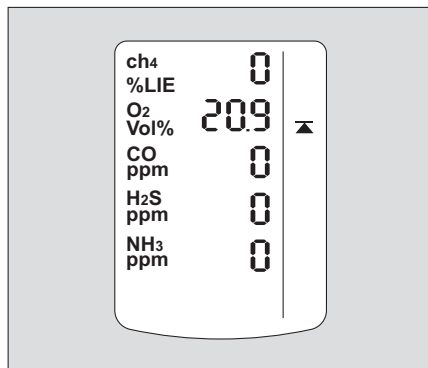 ch4 0
%LIE
O2 20.9
Vol%
CO 0
ppm
H2S 0
ppm
NH3 0
ppm